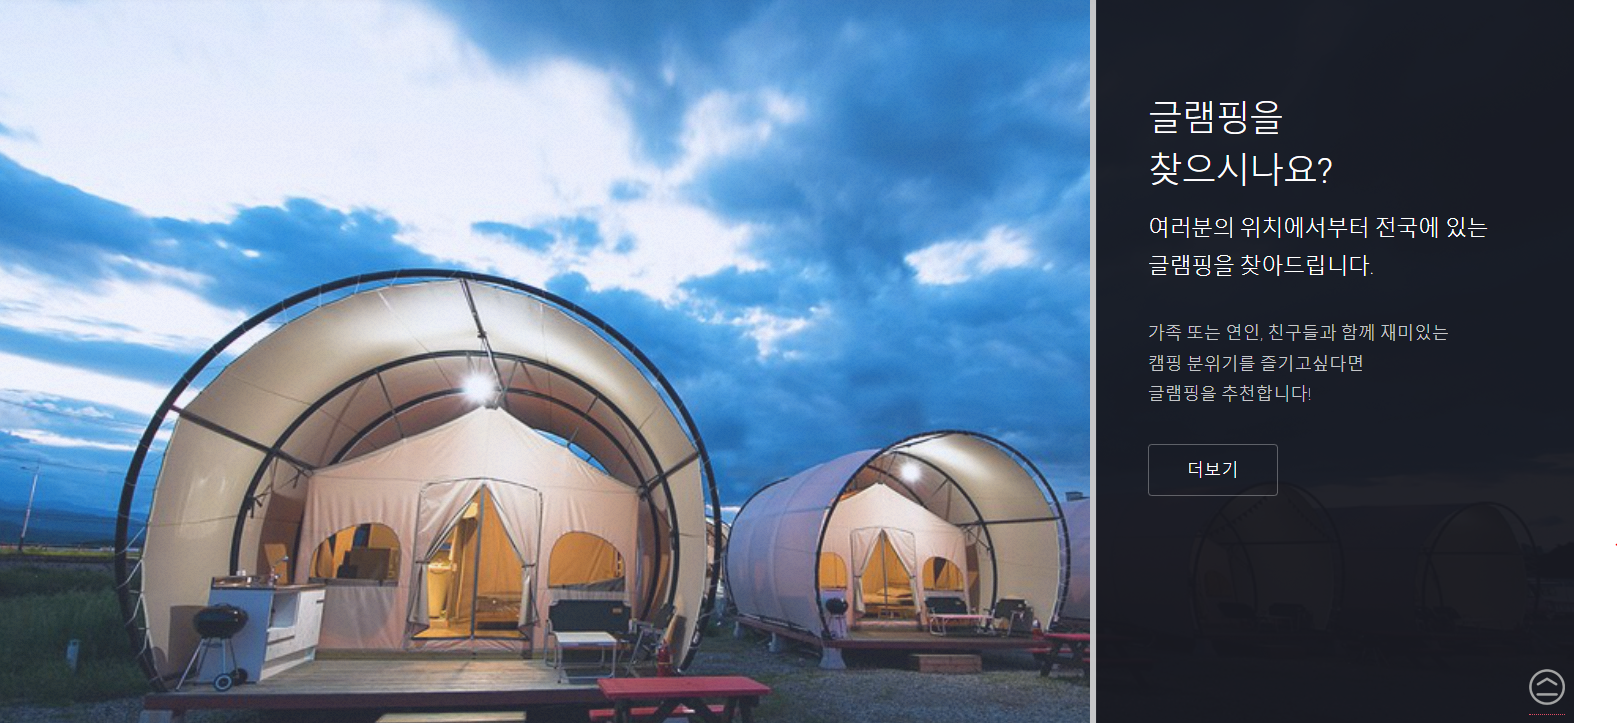 글램핑을
찾으시나요?
여러분의 위치에서부터 전국에 있는
글램핑을 찾아드립니다.
가족 또는 연인, 친구들과 함께 재미있는
캠핑 분위기를 즐기고싶다면
글램핑을 추천합니다!
더보기